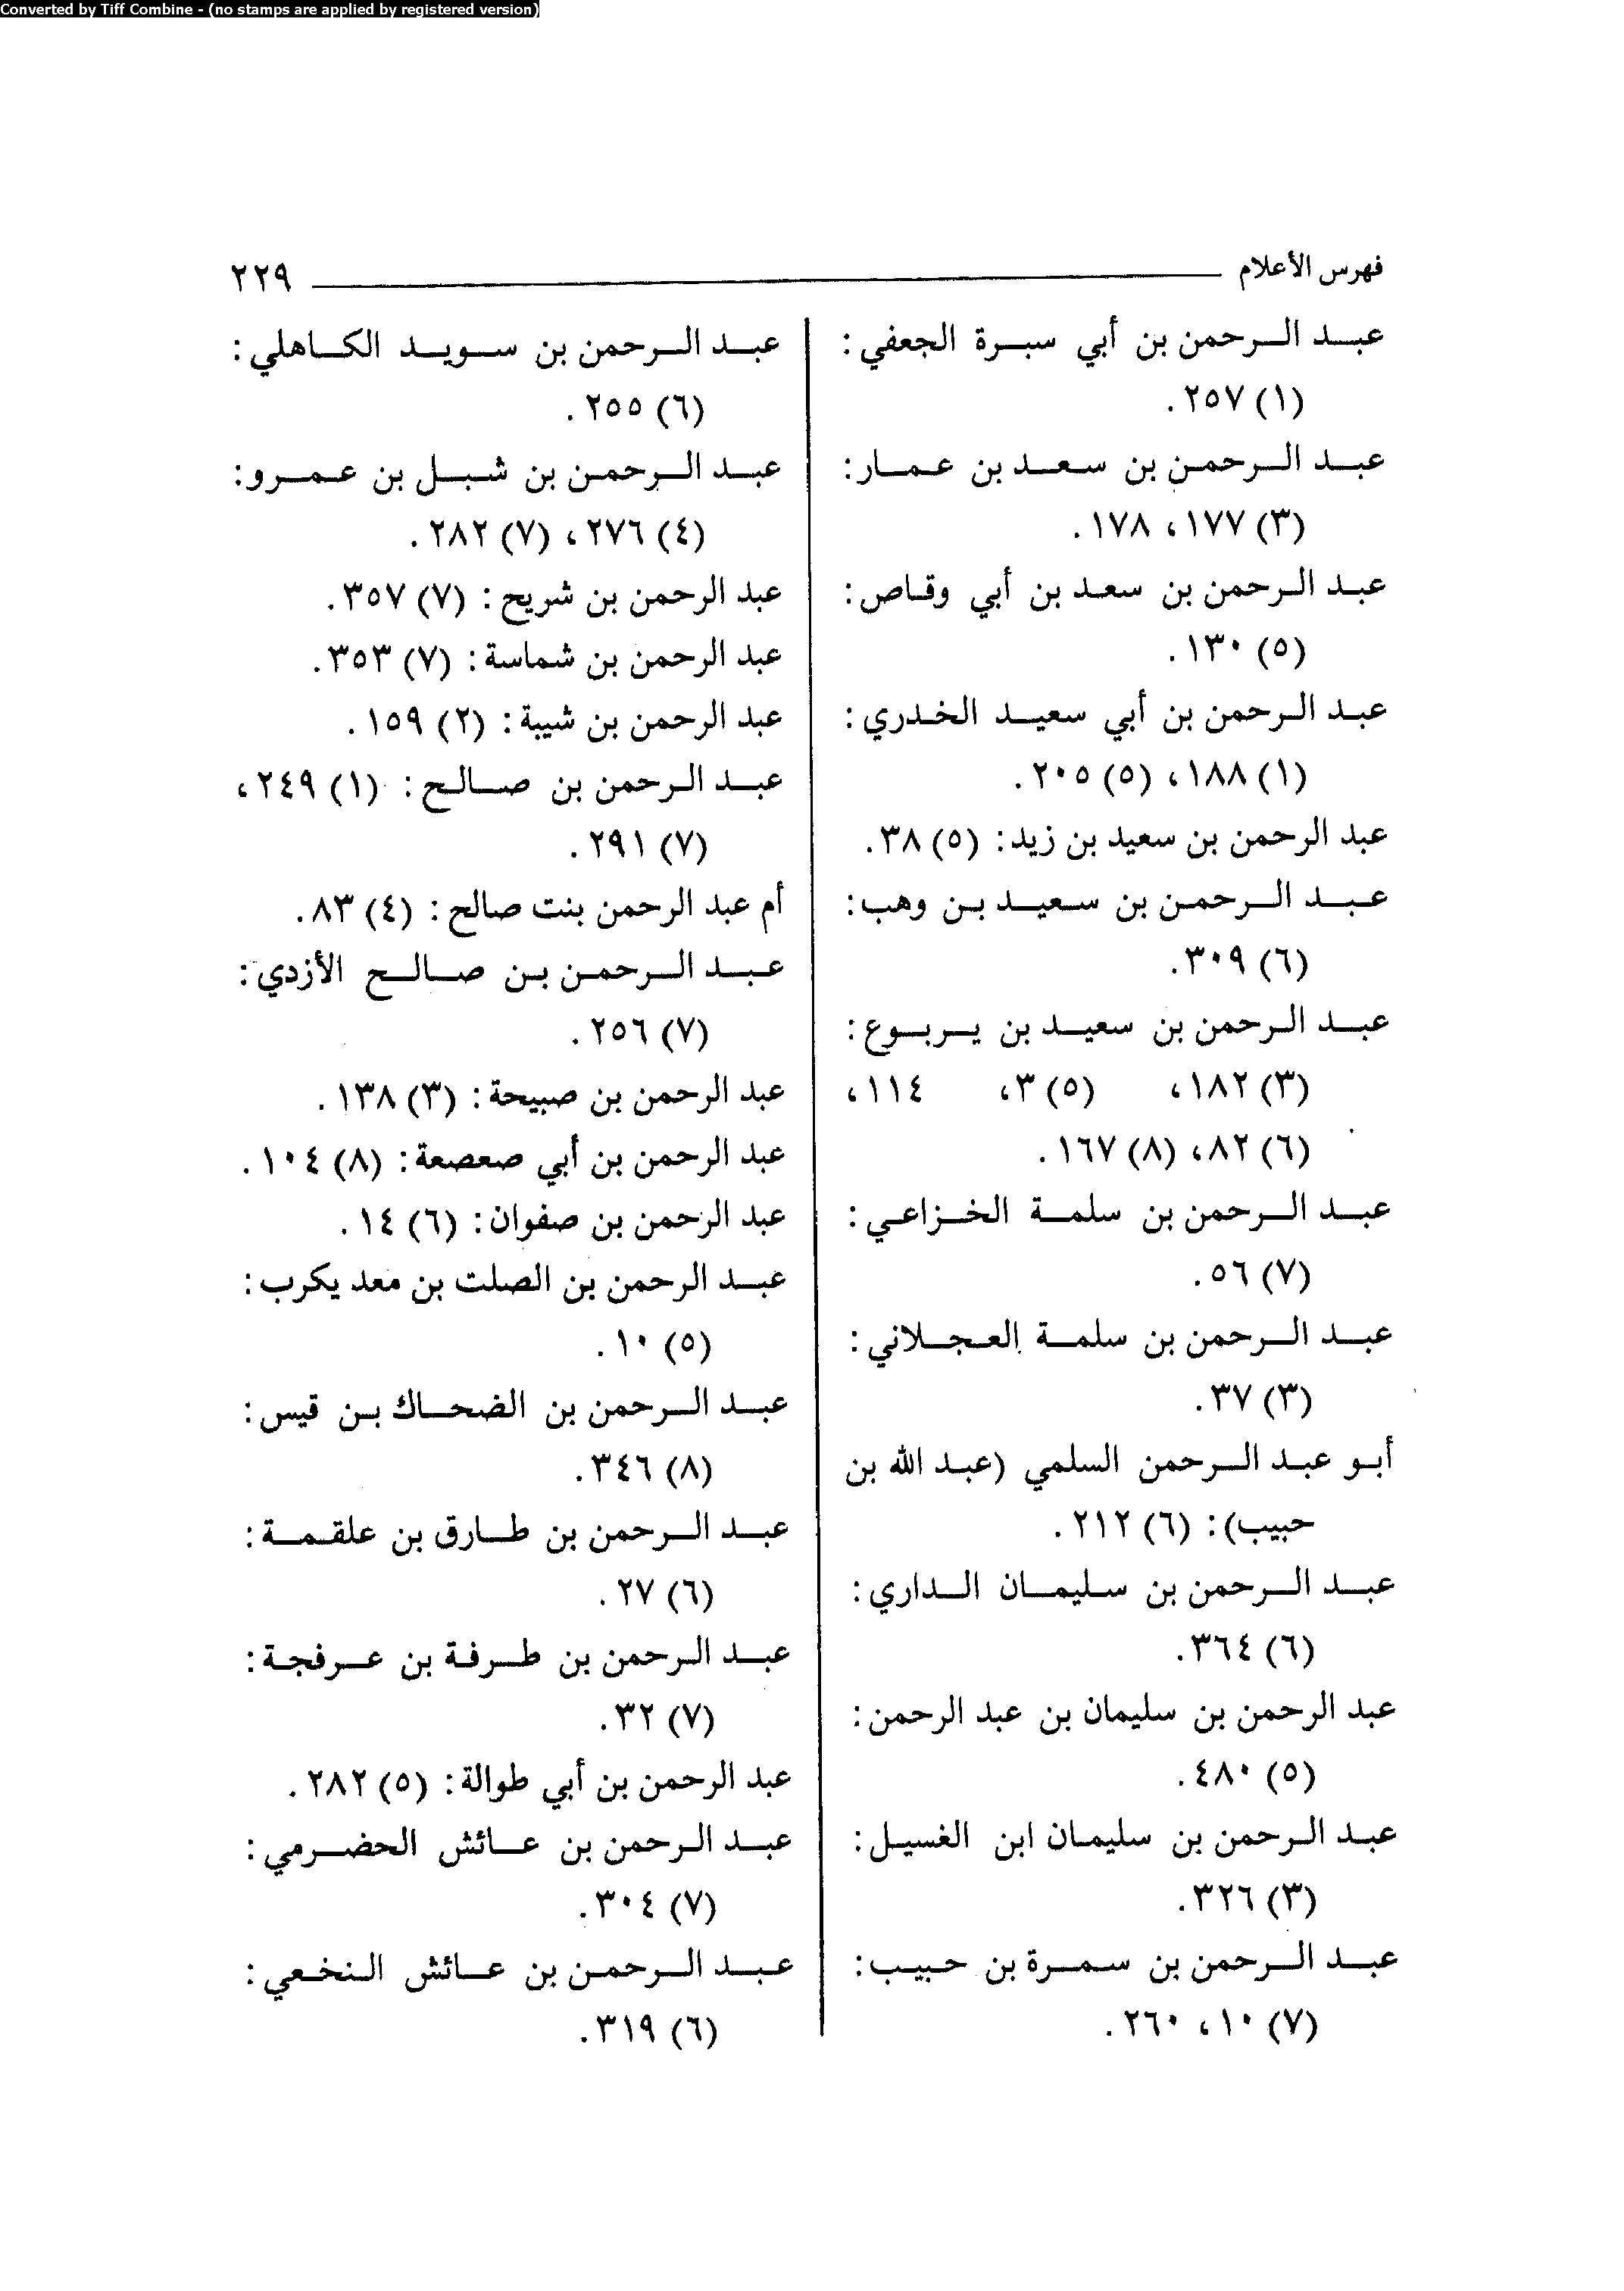 Converted by Tiff Combine - (no stamps are applied by registered version)
فهرس الأعلام ٢٢٩
عبد الرحمن بن أبي سبرة الجعفي:
(١) ٢٥٧.
عبد الرحمن بن سعد بن عمار:
(٣) ١٧٧، ١٧٨.
عبد الرحمن بن سعد بن أبي وقاص:
(٥) ١٣٠.
عبد الرحمن بن أبي سعيد الخدري:
(١) ١٨٨، (٥) ٢٠٥.
عبد الرحمن بن سعيد بن زيد: (٥) ٣٨.
عبد الرحمن بن سعيد بن وهب:
(٦) ٣٠٩.
عبد الرحمن بن سعيد بن يربوع:
(٣) ١٨٢، (٥) ٣، ١١٤،
(٦) ٨٢، (٨) ١٦٧.
عبد الرحمن بن سلمة الخزاعي:
(٧) ٥٦.
عبد الرحمن بن سلمة العجلاني:
(٣) ٣٧.
أبو عبد الرحمن السلمي (عبد الله بن
حبيب): (٦) ٢١٢.
عبد الرحمن بن سليمان الداري:
(٦) ٣٦٤.
عبد الرحمن بن سليمان بن عبد الرحمن:
(٥) ٤٨٠.
عبد الرحمن بن سليمان ابن الغسيل:
(٣) ٣٢٦.
عبد الرحمن بن سمرة بن حبيب:
(٧) ١٠، ٢٦٠.
عبد الرحمن بن سويد الكاهلي:
(٦) ٢٥٥.
عبد الرحمن بن شبل بن عمرو:
(٤) ٢٧٦، (٧) ٢٨٢.
عبد الرحمن بن شريح: (٧) ٣٥٧.
عبد الرحمن بن شماسة: (٧) ٣٥٣.
عبد الرحمن بن شيبة: (٢) ١٥٩.
عبد الرحمن بن صالح: (١) ٢٤٩،
(٧) ٢٩١.
أم عبد الرحمن بنت صالح: (٤) ٨٣.
عبد الرحمن بن صالح الأزدي:
(٧) ٢٥٦.
عبد الرحمن بن صبيحة: (٣) ١٣٨.
عبد الرحمن بن أبي صعصعة: (٨) ١٠٤.
عبد الرحمن بن صفوان: (٦) ١٤.
عبد الرحمن بن الصلت بن معد يكرب:
(٥) ١٠.
عبد الرحمن بن الضحاك بن قيس:
(٨) ٣٤٦.
عبد الرحمن بن طارق بن علقمة:
(٦) ٢٧.
عبد الرحمن بن طرفة بن عرفجة:
(٧) ٣٢.
عبد الرحمن بن أبي طوالة: (٥) ٢٨٢.
عبد الرحمن بن عائش الحضرمي:
(٧) ٣٠٤.
عبد الرحمن بن عائش النخعي:
(٦) ٣١٩.